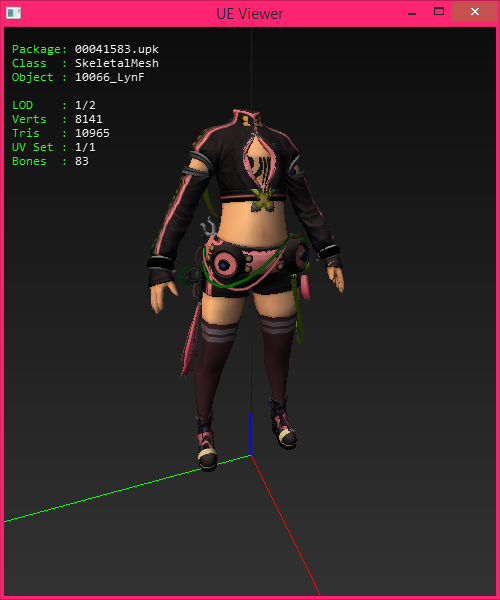 UE Viewer
Package: 00041583.upk
Class  : SkeletalMesh
Object : 10066_LynF
LOD    : 1/2
Verts  : 8141
Tris   : 10965
UV Set : 1/1
Bones  : 83